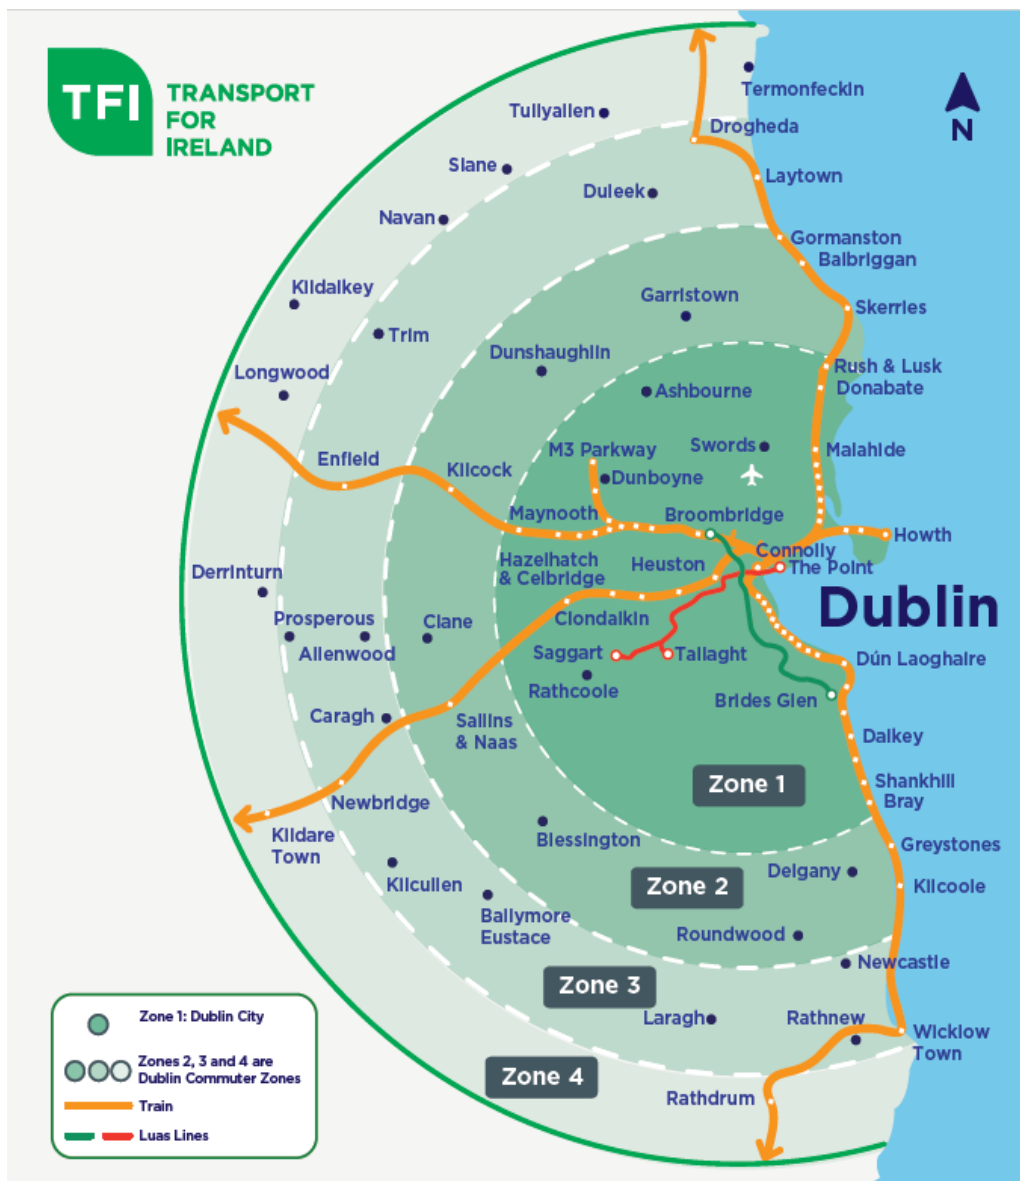 TFI
TRANSPORT
FOR
IRELAND
N
Termonfeckin
Tullyallen
Drogheda
Slane
Laytown
Duleek
Navan
Gormanston
Balbriggan
Kildalkey
Garristown
Skerries
Trim
Dunshaughlin
Longwood
Rush & Lusk
Donabate
Ashbourne
M3 Parkway
Swords
Malahide
Enfield
Kilcock
Dunboyne
Maynooth
Broombridge
Howth
Connolly
Hazelhatch
& Celbridge
Heuston
The Point
Derrinturn
Dublin
Prosperous
Allenwood
Clane
Clondalkin
Saggart
Tallaght
Dún Laoghaire
Rathcoole
Brides Glen
Caragh
Sallins
& Naas
Dalkey
Zone 1
Shankhill
Bray
Newbridge
Kildare
Town
Blessington
Greystones
Kilcullen
Zone 2
Delgany
Kilcoole
Ballymore
Eustace
Roundwood
Newcastle
Zone 3
Laragh
Rathnew
Wicklow
Town
Zone 4
Rathdrum
Zone 1: Dublin City
Zones 2, 3 and 4 are
Dublin Commuter Zones
Train
Luas Lines